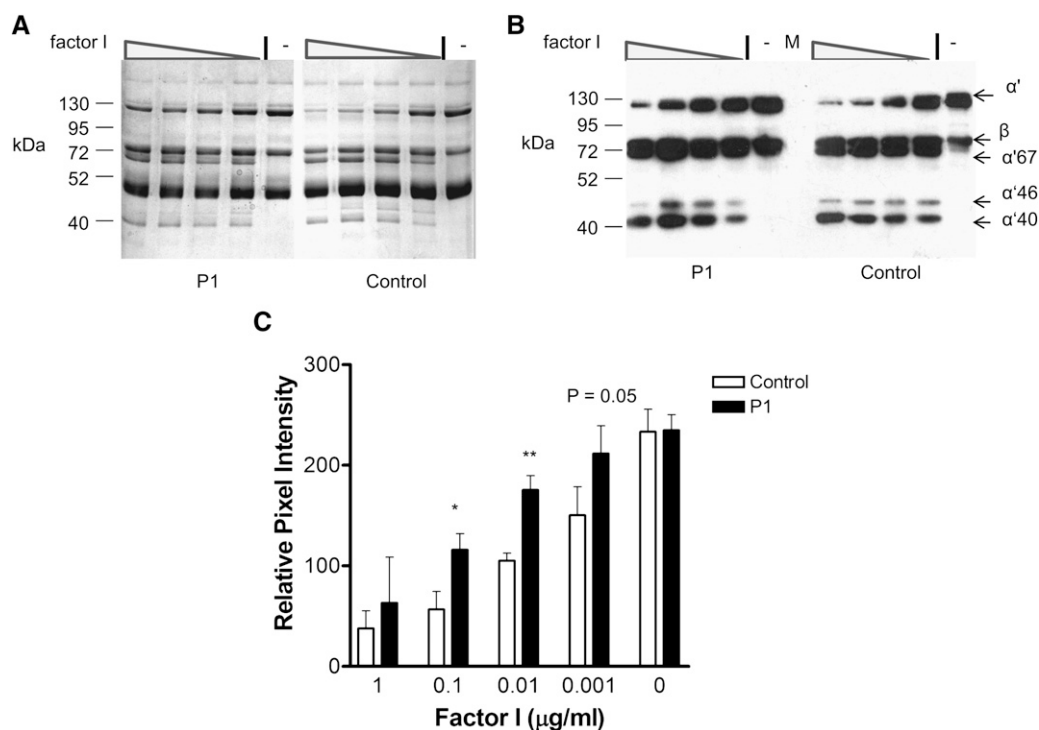 A
factor I
-
-
130
95
kDa
72
52
40
P1
Control
B
factor I
- M
-
130
95
kDa
72
52
40
α'
β
α'67
α'46
α'40
P1
Control
C
Relative Pixel Intensity
300
200
100
0
*
**
P = 0.05
Control
P1
1 0.1 0.01 0.001 0
Factor I (μg/ml)